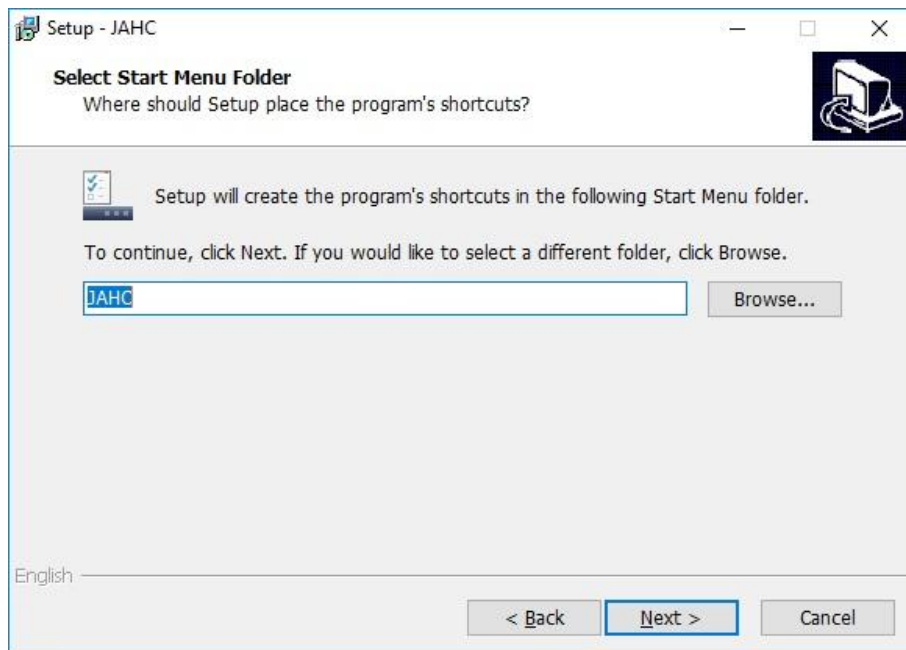 Setup - JAHC
Select Start Menu Folder
Where should Setup place the program's shortcuts?
Setup will create the program's shortcuts in the following Start Menu folder.
To continue, click Next. If you would like to select a different folder, click Browse.
JAHC
Browse...
English
< Back
Next >
Cancel